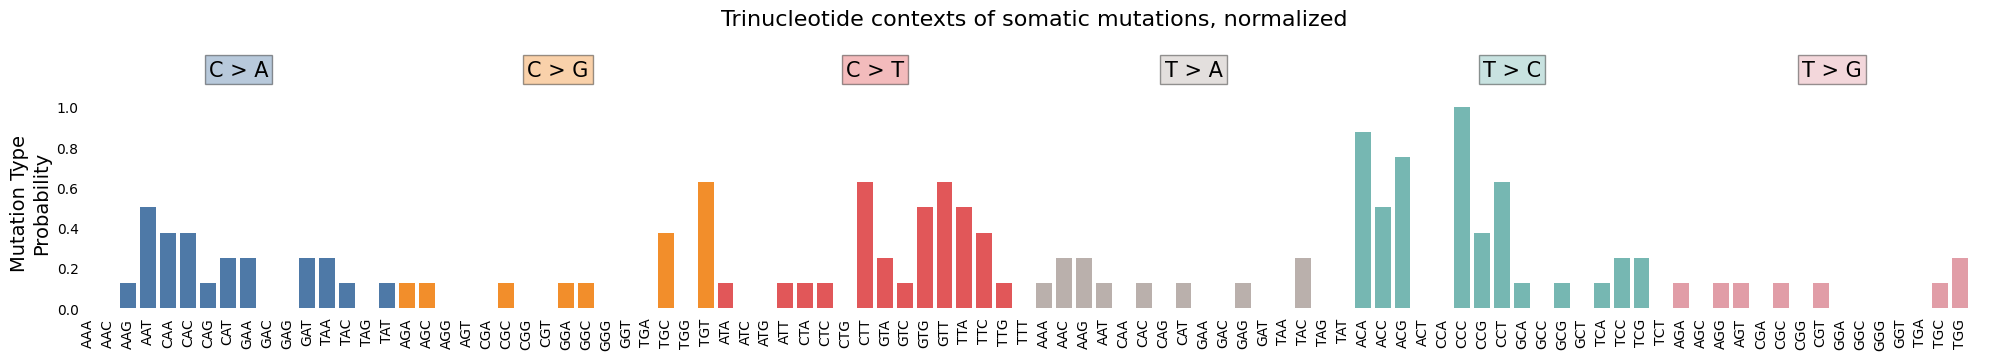 Trinucleotide contexts of somatic mutations, normalized
C > A C > G C > T T > A T > C T > G
Mutation Type
Probability
1.0
0.8
0.6
0.4
0.2
0.0
AAA AAC AAG AAT CAA CAC CAG CAT GAA GAC GAG GAT TAA TAC TAG TAT AGA AGC AGG AGT CGA CGC CGG CGT GGA GGC GGG GGT TGA TGC TGG TGT ATA ATC ATG ATT CTA CTC CTG CTT GTA GTC GTG GTT TTA TTC TTG TTT AAA AAC AAG AAT CAA CAC CAG CAT GAA GAC GAG GAT TAA TAC TAG TAT ACA ACC ACG ACT CCA CCC CCG CCT GCA GCC GCG GCT TCA TCC TCG TCT AGA AGC AGG AGT CGA CGC CGG CGT GGA GGC GGG GGT TGA TGC TGG